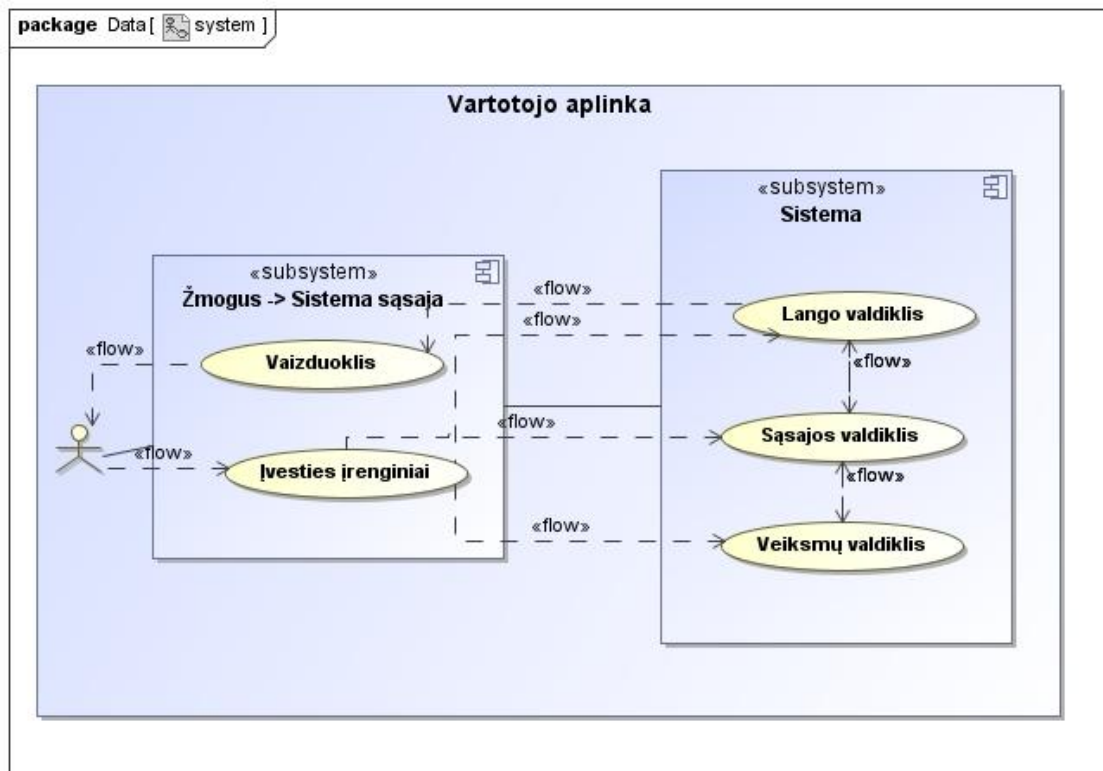 package Data[ system ]
Vartotojo aplinka
«subsystem»
Sistema
«subsystem»
Žmogus -> Sistema sąsaja
«flow»
Lango valdiklis
«flow»
«flow»
Vaizduoklis
«flow»
«flow»
Sąsajos valdiklis
«flow»
Įvesties įrenginiai
«flow»
«flow»
Veiksmų valdiklis